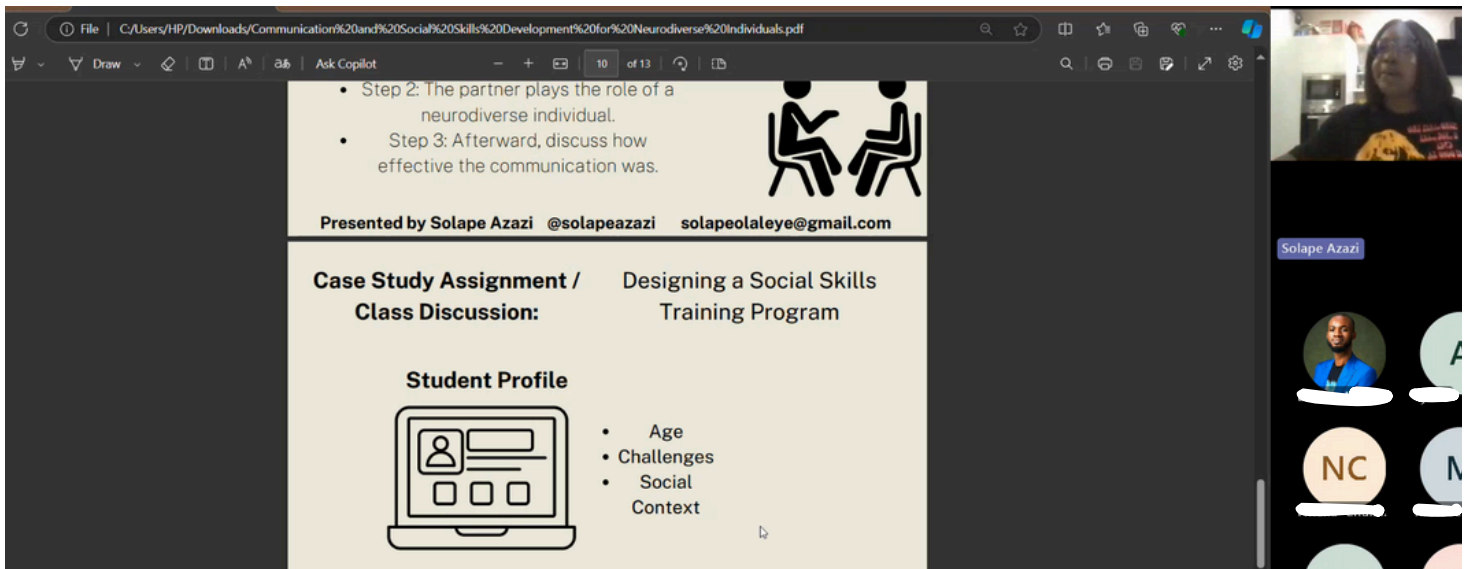 File | C:/Users/HP/Downloads/Communication%20and%20Social%20Skills%20Development%20for%20Neurodiverse%20Individuals.pdf
Draw
aあ
Ask Copilot
10 of 13
• Step 2: The partner plays the role of a
neurodiverse individual.
• Step 3: Afterward, discuss how
effective the communication was.
Presented by Solape Azazi @solapeazazi solapeolaleye@gmail.com
Case Study Assignment /
Class Discussion:
Designing a Social Skills
Training Program
Student Profile
• Age
• Challenges
• Social
Context
Solape Azazi
A
NC